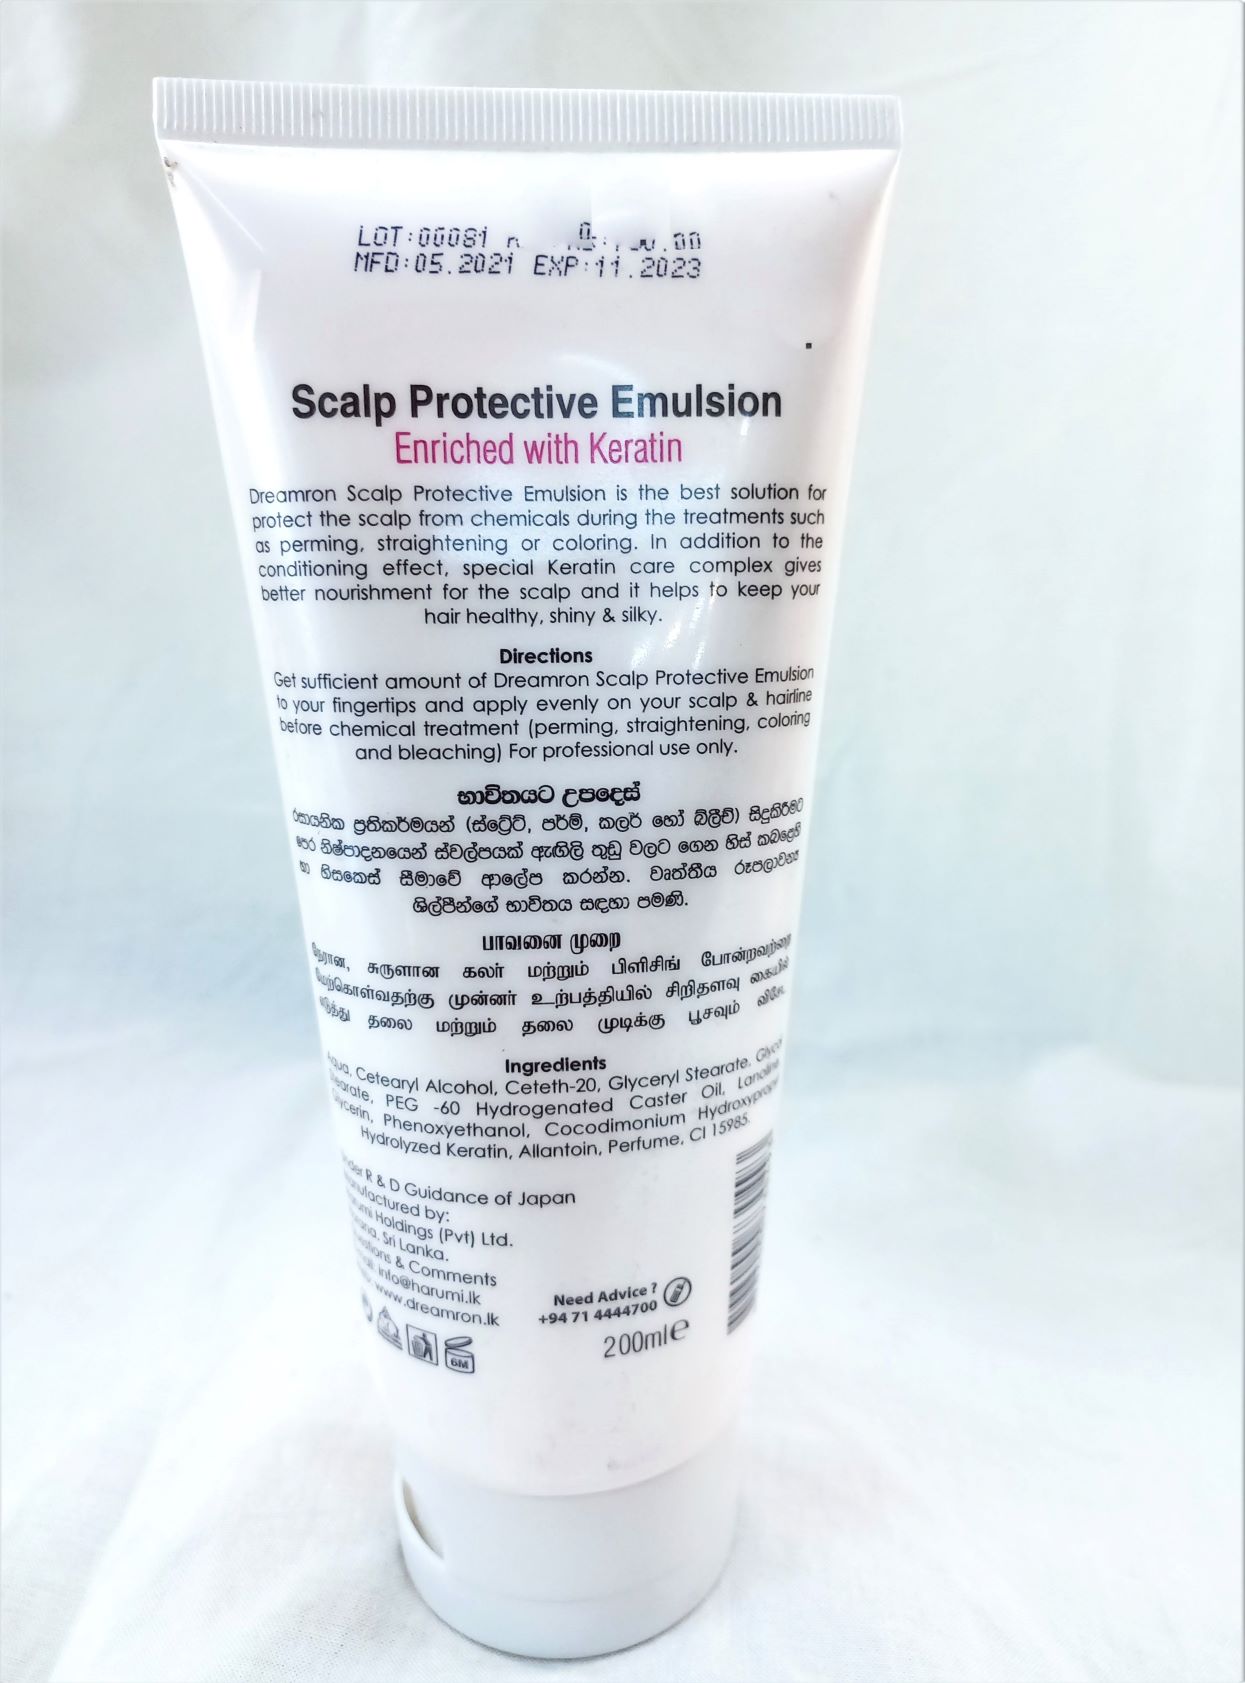 LOT:00081
MFD:05.2021 EXP:11.2023
Scalp Protective Emulsion
Enriched with Keratin
Dreamron Scalp Protective Emulsion is the best solution for
protect the scalp from chemicals during the treatments such
as perming, straightening or coloring. In addition to the
conditioning effect, special Keratin care complex gives
better nourishment for the scalp and it helps to keep your
hair healthy, shiny & silky.
Directions
Get sufficient amount of Dreamron Scalp Protective Emulsion
to your fingertips and apply evenly on your scalp & hairline
before chemical treatment (perming, straightening, coloring
and bleaching) For professional use only.
භාවිතයට උපදෙස්
රසායනික ප්‍රතිකර්මයන් (ස්ට්‍රේට්, පර්ම්, කලර් හෝ බ්ලීච්) සිදුකිරීමට
පෙර නිෂ්පාදනයෙන් ස්වල්පයක් ඇඟිලි තුඩු වලට ගෙන හිස් කබළෙහි
හා හිසකෙස් සීමාවේ ආලේප කරන්න. වෘත්තීය රූපලාවන්‍ය
ශිල්පීන්ගේ භාවිතය සඳහා පමණි.
பாவனை முறை
நேரான, சுருளான கலர் மற்றும் பிளிசிங் போன்றவற்றை
மேற்கொள்வதற்கு முன்னர் உற்பத்தியில் சிறிதளவு கையில்
எடுத்து தலை மற்றும் தலை முடிக்கு பூசவும்
Ingredients
Aqua, Cetearyl Alcohol, Ceteth-20, Glyceryl Stearate,
PEG -60 Hydrogenated Caster Oil,
Phenoxyethanol, Cocodimonium
Hydrolyzed Keratin, Allantoin, Perfume, CI 15985.
R & D Guidance of Japan
by:
Holdings (Pvt) Ltd.
Sri Lanka.
& Comments
info@harumi.lk
www.dreamron.lk
Need Advice ?
+94 71 4444700
200ml℮
6M